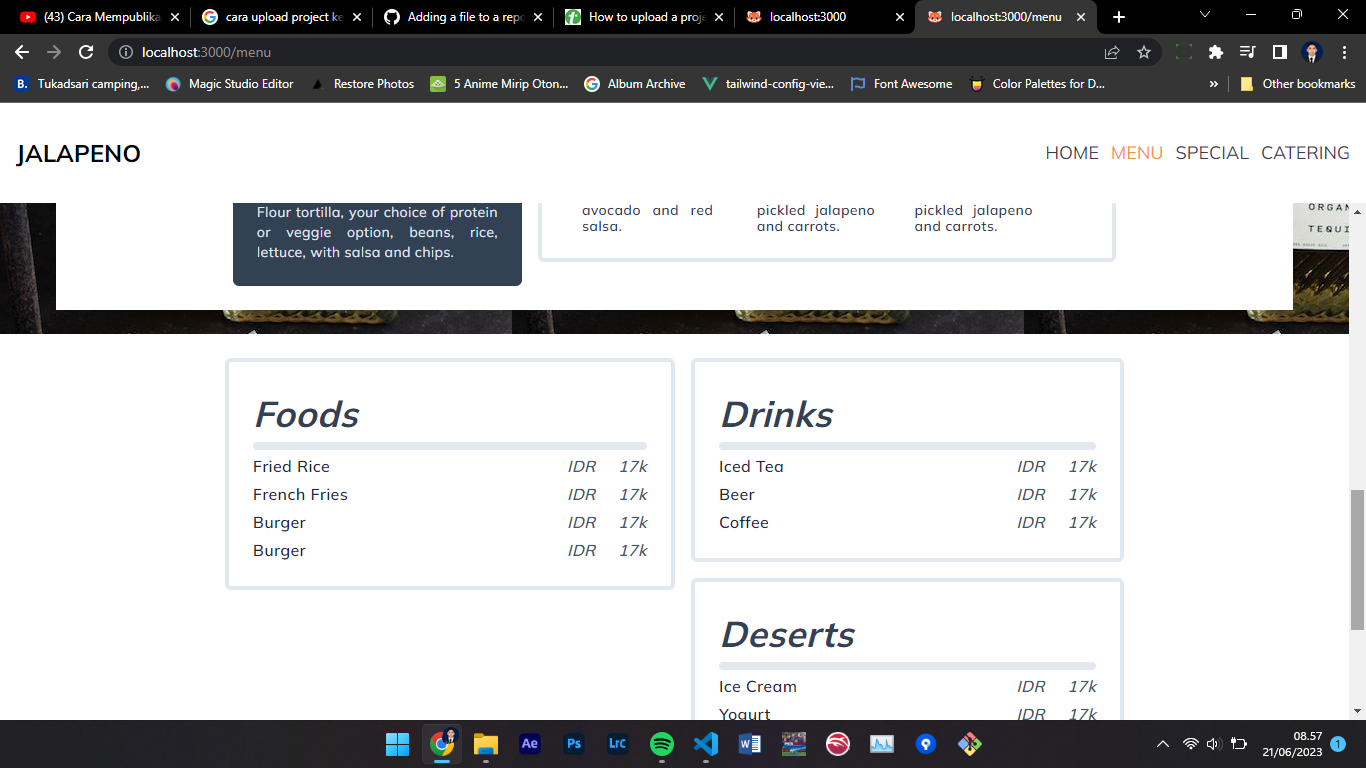 (43) Cara Mempublika
cara upload project ke
Adding a file to a repo
How to upload a proje
localhost:3000
localhost:3000/menu
localhost:3000/menu
B. Tukadsari camping,...
Magic Studio Editor
Restore Photos
5 Anime Mirip Oton...
Album Archive
tailwind-config-vie...
Font Awesome
Color Palettes for D...
»
Other bookmarks
JALAPENO
HOME MENU SPECIAL CATERING
Flour tortilla, your choice of protein
or veggie option, beans, rice,
lettuce, with salsa and chips.
avocado and red
salsa.
pickled jalapeno
and carrots.
pickled jalapeno
and carrots.
ORGAN
TEQUI
Foods
Fried Rice IDR 17k
French Fries IDR 17k
Burger IDR 17k
Burger IDR 17k
Drinks
Iced Tea IDR 17k
Beer IDR 17k
Coffee IDR 17k
Deserts
Ice Cream IDR 17k
Yogurt IDR 17k
Ae
Ps
LrC
W
08.57
21/06/2023
1